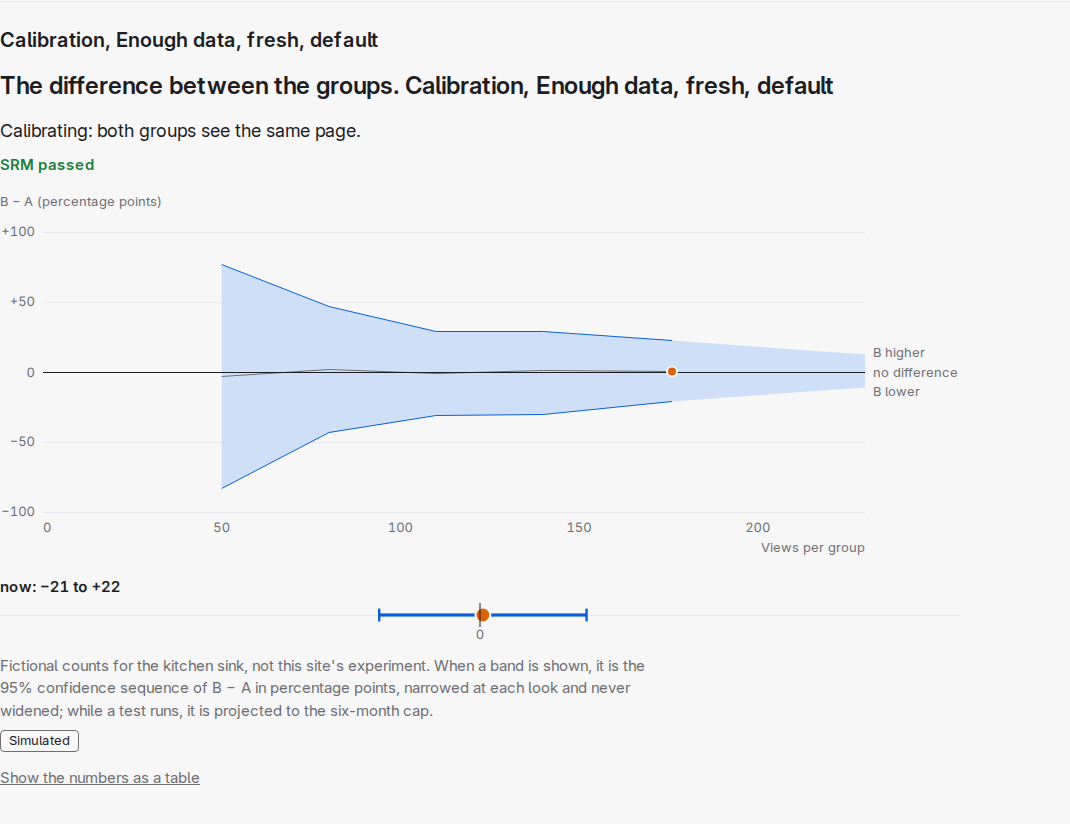 Calibration, Enough data, fresh, default
The difference between the groups. Calibration, Enough data, fresh, default
Calibrating: both groups see the same page.
SRM passed
B − A (percentage points)
+100
+50
0
−50
−100
B higher
no difference
B lower
0 50 100 150 200
Views per group
now: −21 to +22
0
Fictional counts for the kitchen sink, not this site's experiment. When a band is shown, it is the
95% confidence sequence of B − A in percentage points, narrowed at each look and never
widened; while a test runs, it is projected to the six-month cap.
Simulated
Show the numbers as a table